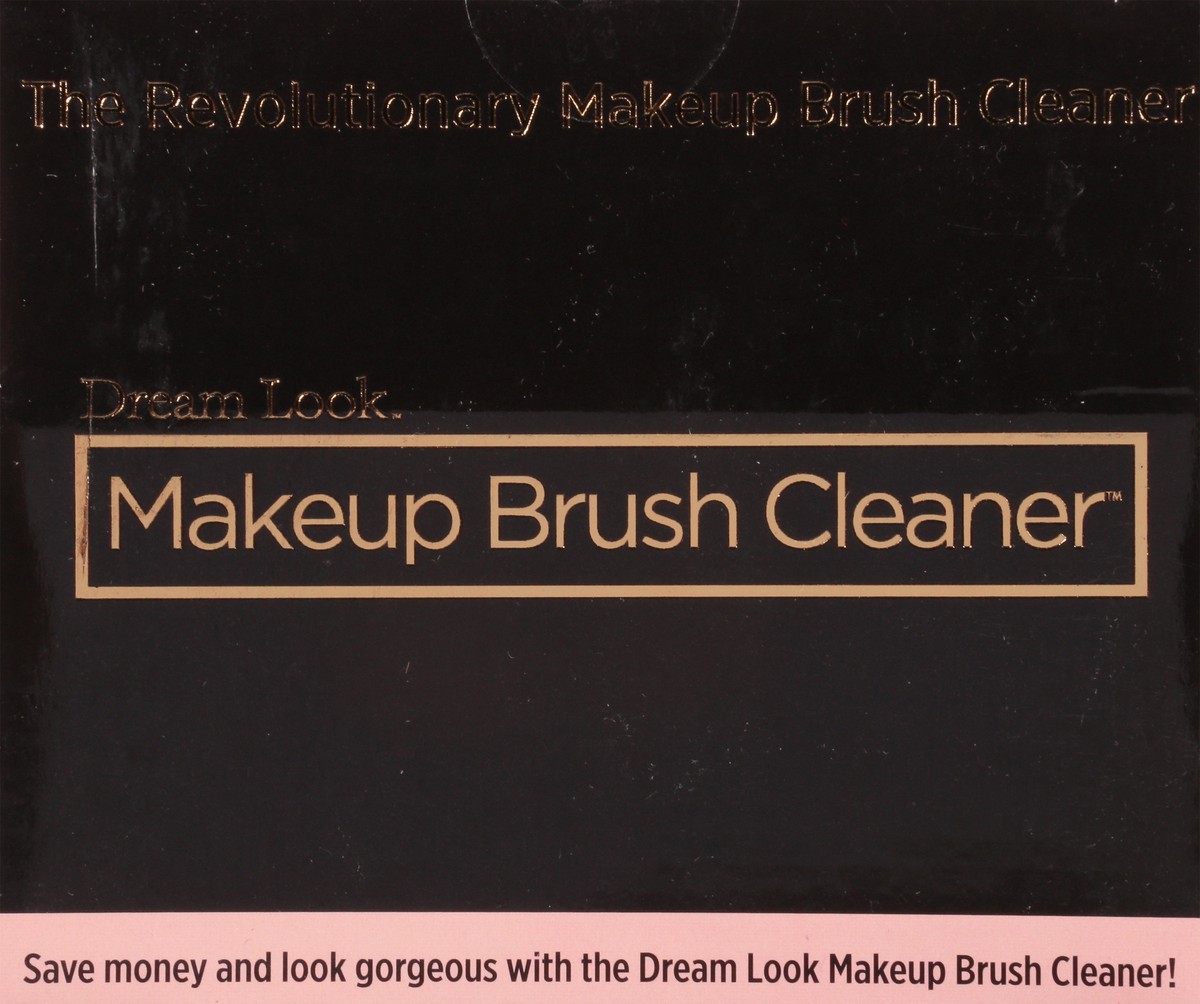 The Revolutionary Makeup Brush Cleaner
Dream Look.
Makeup Brush Cleaner™
Save money and look gorgeous with the Dream Look Makeup Brush Cleaner!